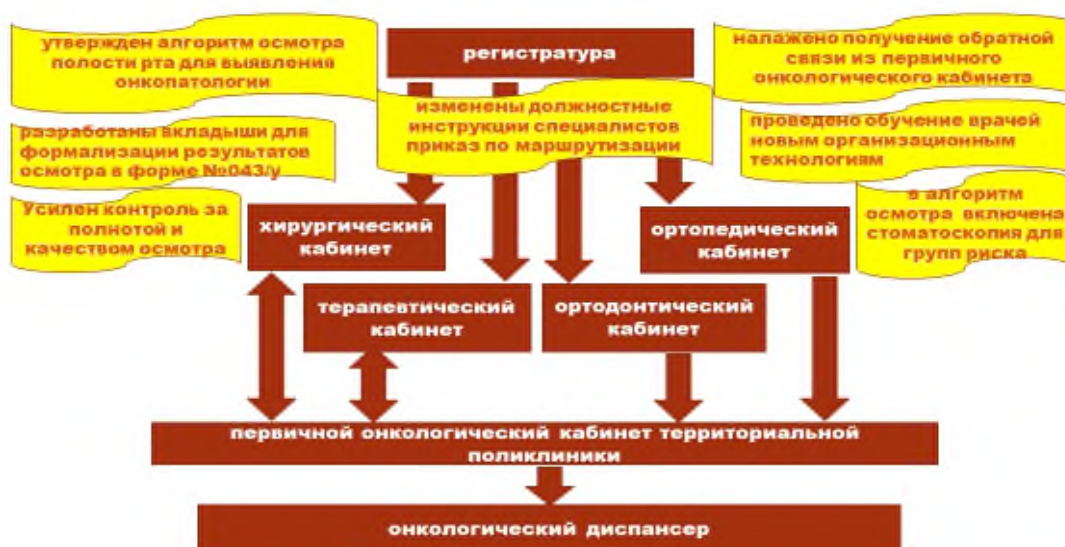 утвержден алгоритм осмотра
полости рта для выявления
онкопатологии
регистратура
налажено получение обратной
связи из первичного
онкологического кабинета
разработаны вкладыши для
формализации результатов
осмотра в форме №043/у
изменены должностные
инструкции специалистов
приказ по маршрутизации
проведено обучение врачей
новым организационным
технологиям
Усилен контроль за
полнотой и
качеством осмотра
хирургический
кабинет
ортопедический
кабинет
в алгоритм
осмотра включена
стоматоскопия для
групп риска
терапевтический
кабинет
ортодонтический
кабинет
первичной онкологический кабинет территориальной
поликлиники
онкологический диспансер